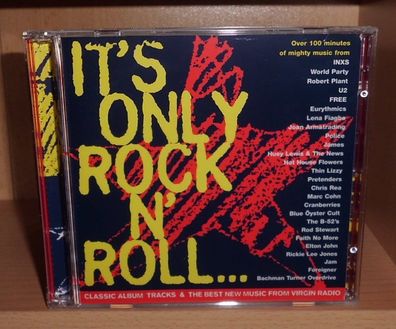 IT'S
ONLY
ROCK
N'
ROLL...
Over 100 minutes
of mighty music from
INXS
World Party
Robert Plant
U2
FREE
Eurythmics
Lena Fiagbe
Joan Armatrading
Police
James
Huey Lewis & The News
Hot House Flowers
Thin Lizzy
Pretenders
Chris Rea
Marc Cohn
Cranberries
Blue Öyster Cult
The B-52's
Rod Stewart
Faith No More
Elton John
Rickie Lee Jones
Jam
Foreigner
Bachman Turner Overdrive
CLASSIC ALBUM TRACKS & THE BEST NEW MUSIC FROM VIRGIN RADIO